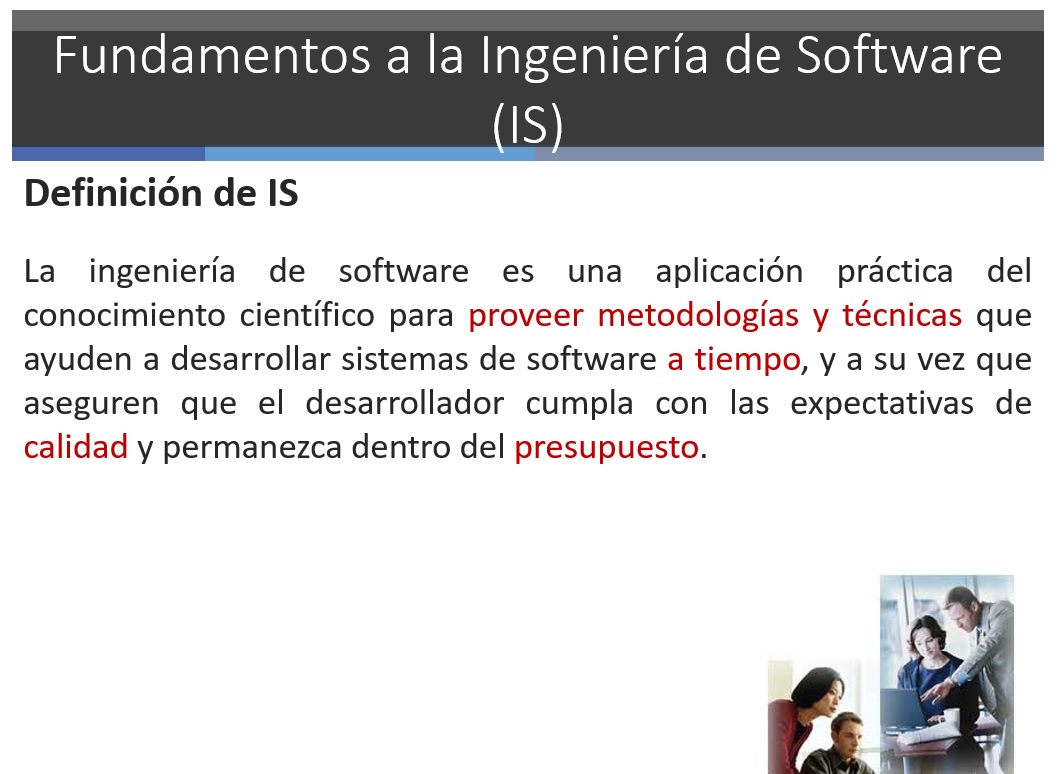 Fundamentos a la Ingeniería de Software
(IS)
Definición de IS
La ingeniería de software es una aplicación práctica del
conocimiento científico para proveer metodologías y técnicas que
ayuden a desarrollar sistemas de software a tiempo, y a su vez que
aseguren que el desarrollador cumpla con las expectativas de
calidad y permanezca dentro del presupuesto.